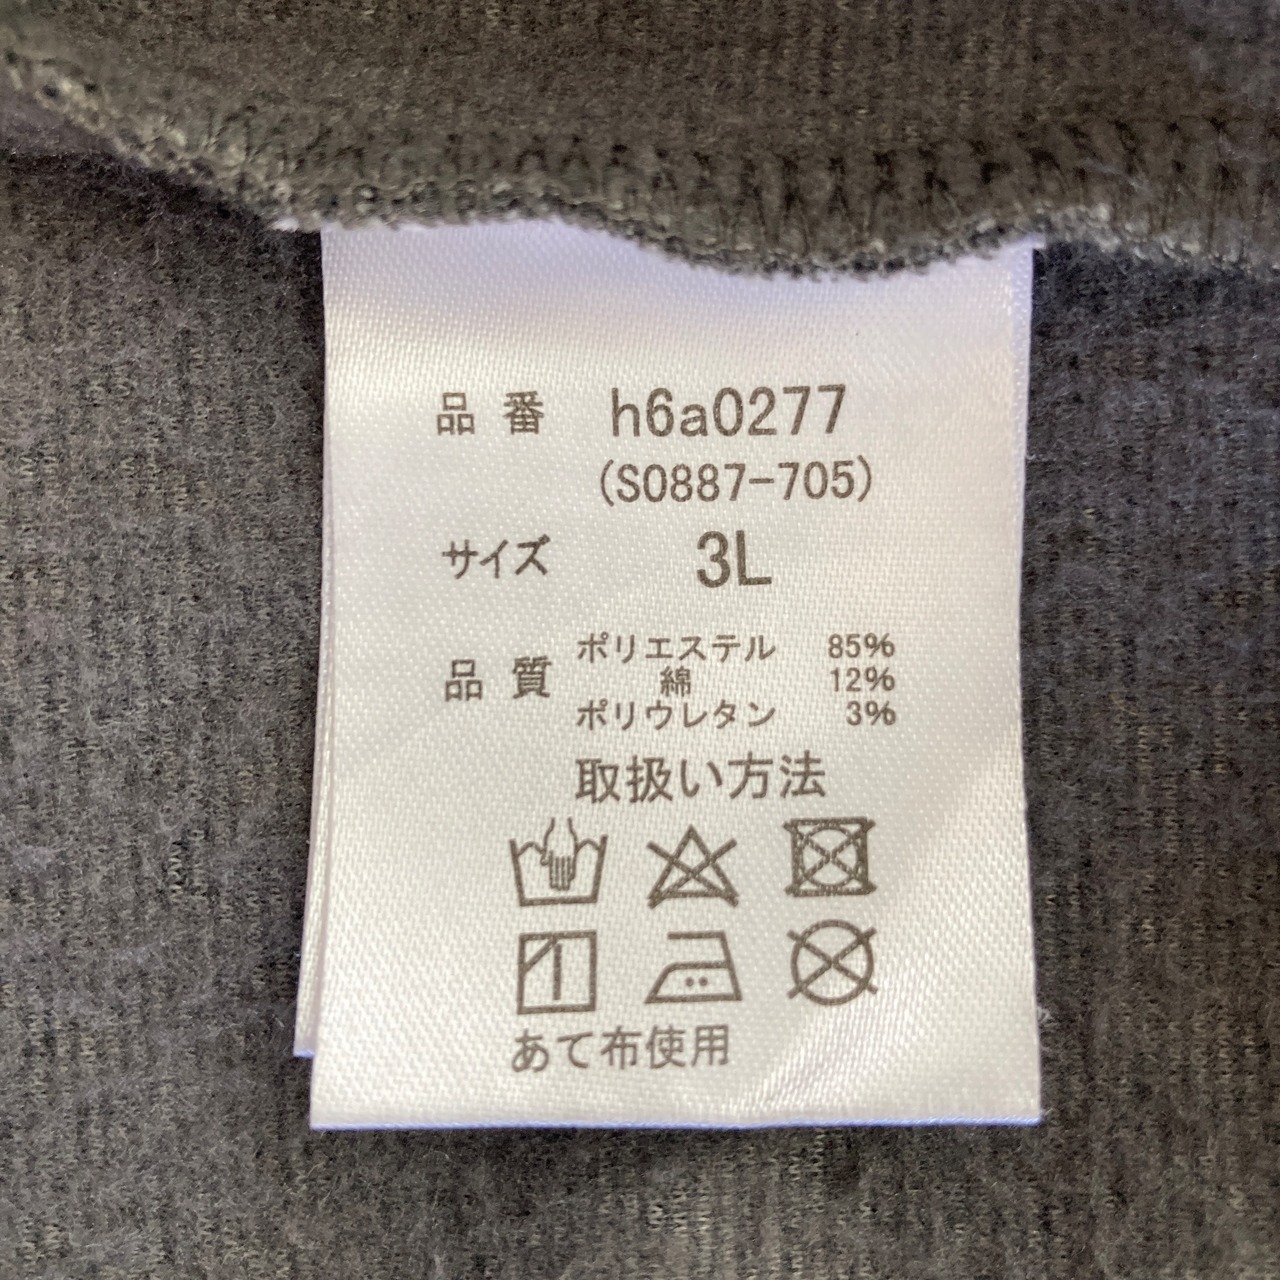 品番 h6a0277
(S0887-705)
サイズ 3L
品質 ポリエステル 85%
綿 12%
ポリウレタン 3%
取扱い方法
あて布使用